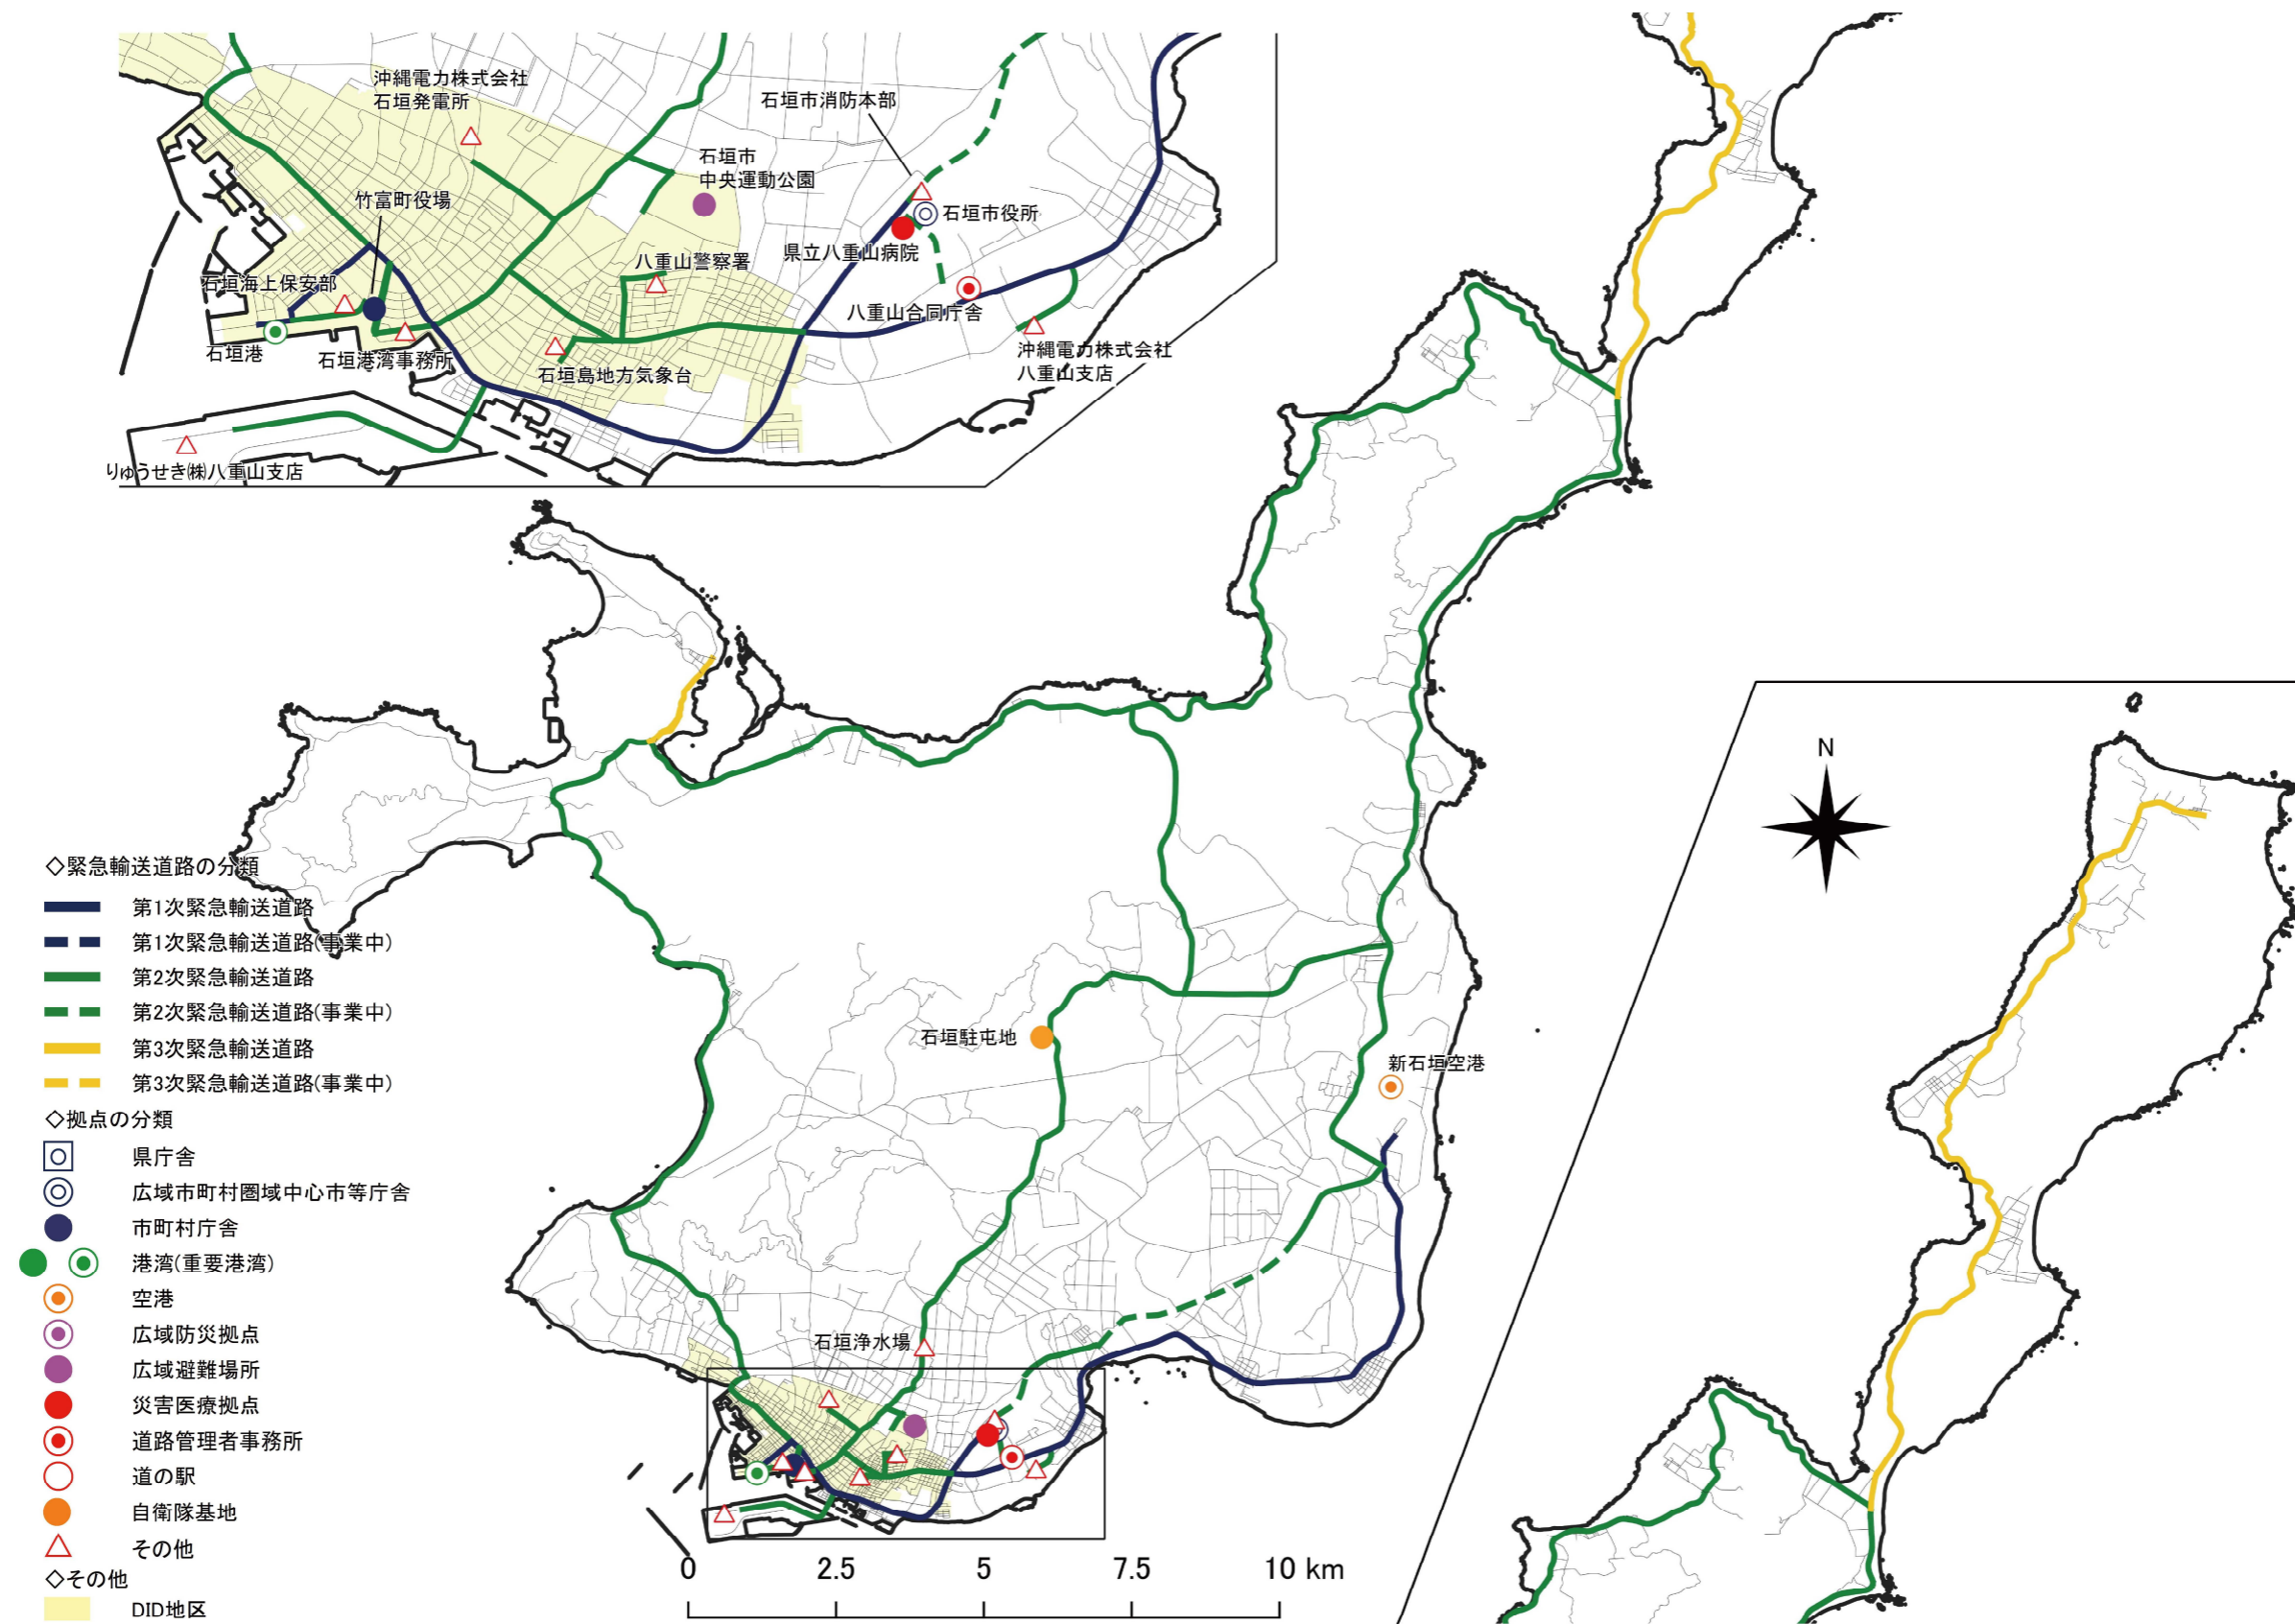 沖縄電力株式会社
石垣発電所
石垣市消防本部
石垣市
中央運動公園
竹富町役場
石垣市役所
県立八重山病院
八重山警察署
石垣海上保安部
八重山合同庁舎
石垣港
石垣港湾事務所
石垣島地方気象台
沖縄電力株式会社
八重山支店
りゅうせき㈱八重山支店
N
石垣駐屯地
新石垣空港
石垣浄水場
◇緊急輸送道路の分類
第1次緊急輸送道路
第1次緊急輸送道路(事業中)
第2次緊急輸送道路
第2次緊急輸送道路(事業中)
第3次緊急輸送道路
第3次緊急輸送道路(事業中)
◇拠点の分類
県庁舎
広域市町村圏域中心市等庁舎
市町村庁舎
港湾(重要港湾)
空港
広域防災拠点
広域避難場所
災害医療拠点
道路管理者事務所
道の駅
自衛隊基地
その他
◇その他
DID地区
0 2.5 5 7.5 10 km